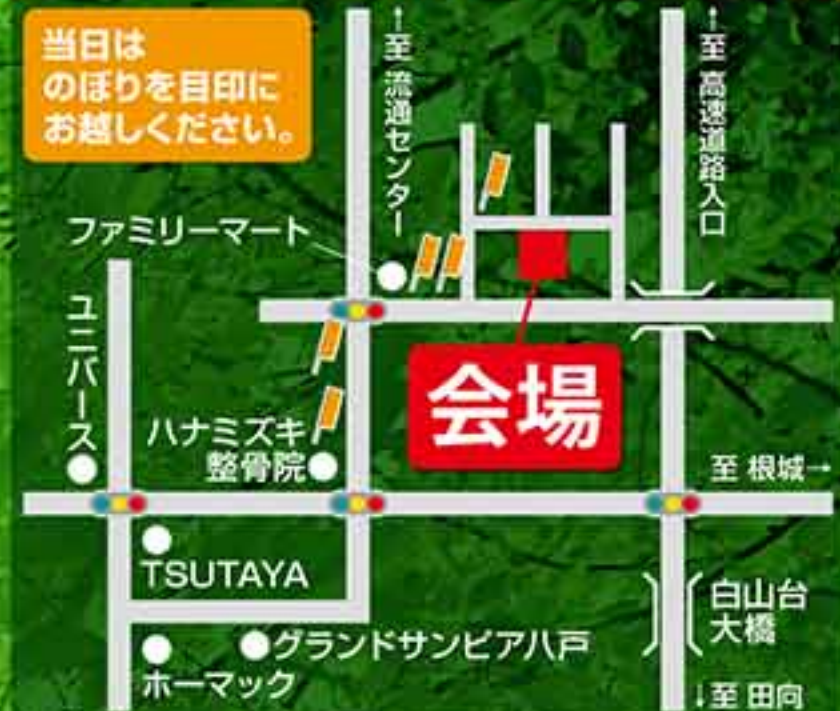 当日は
のぼりを目印に
お越しください。
↑至 流通センター
↑至 高速道路入口
ファミリーマート
ユニバース
会場
ハナミズキ
整骨院
至 根城→
TSUTAYA
白山台
大橋
グランドサンピア八戸
ホーマック
↓至 田向